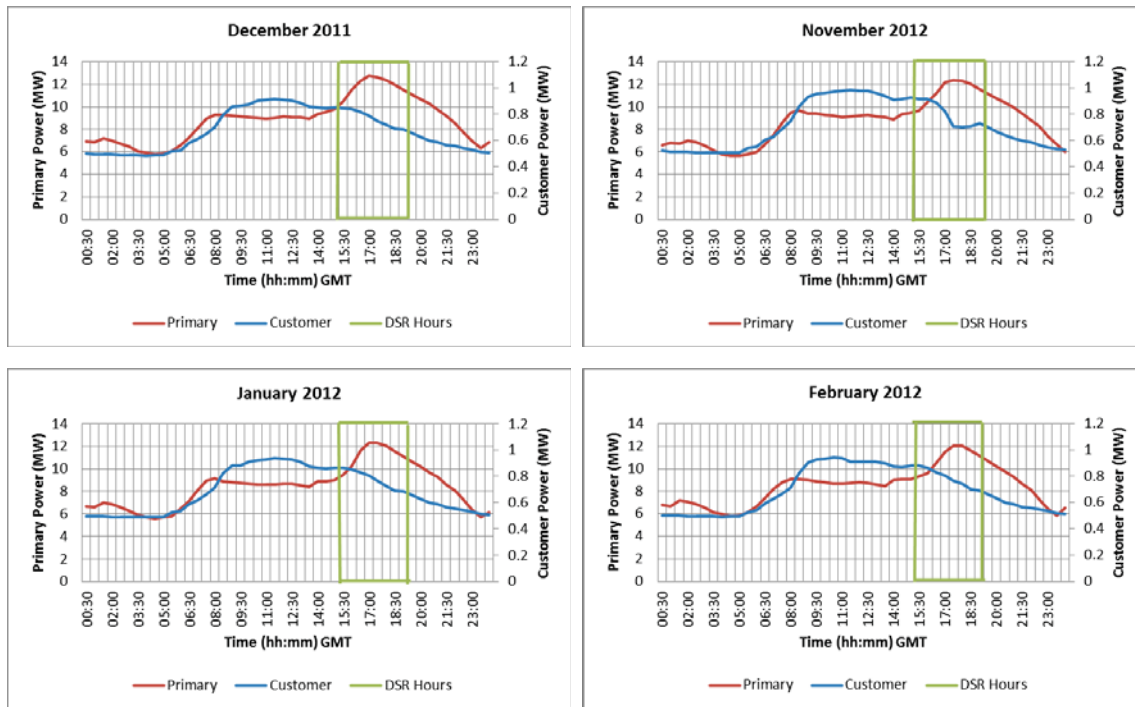 December 2011
Primary Power (MW)
14
12
10
8
6
4
2
0
1.2
1
0.8
0.6
0.4
0.2
0
Customer Power (MW)
00:30 02:00 03:30 05:00 06:30 08:00 09:30 11:00 12:30 14:00 15:30 17:00 18:30 20:00 21:30 23:00
Time (hh:mm) GMT
Primary Customer DSR Hours
November 2012
Primary Power (MW)
14
12
10
8
6
4
2
0
1.2
1
0.8
0.6
0.4
0.2
0
Customer Power (MW)
00:30 02:00 03:30 05:00 06:30 08:00 09:30 11:00 12:30 14:00 15:30 17:00 18:30 20:00 21:30 23:00
Time (hh:mm) GMT
Primary Customer DSR Hours
January 2012
Primary Power (MW)
14
12
10
8
6
4
2
0
1.2
1
0.8
0.6
0.4
0.2
0
Customer Power (MW)
00:30 02:00 03:30 05:00 06:30 08:00 09:30 11:00 12:30 14:00 15:30 17:00 18:30 20:00 21:30 23:00
Time (hh:mm) GMT
Primary Customer DSR Hours
February 2012
Primary Power (MW)
14
12
10
8
6
4
2
0
1.2
1
0.8
0.6
0.4
0.2
0
Customer Power (MW)
00:30 02:00 03:30 05:00 06:30 08:00 09:30 11:00 12:30 14:00 15:30 17:00 18:30 20:00 21:30 23:00
Time (hh:mm) GMT
Primary Customer DSR Hours